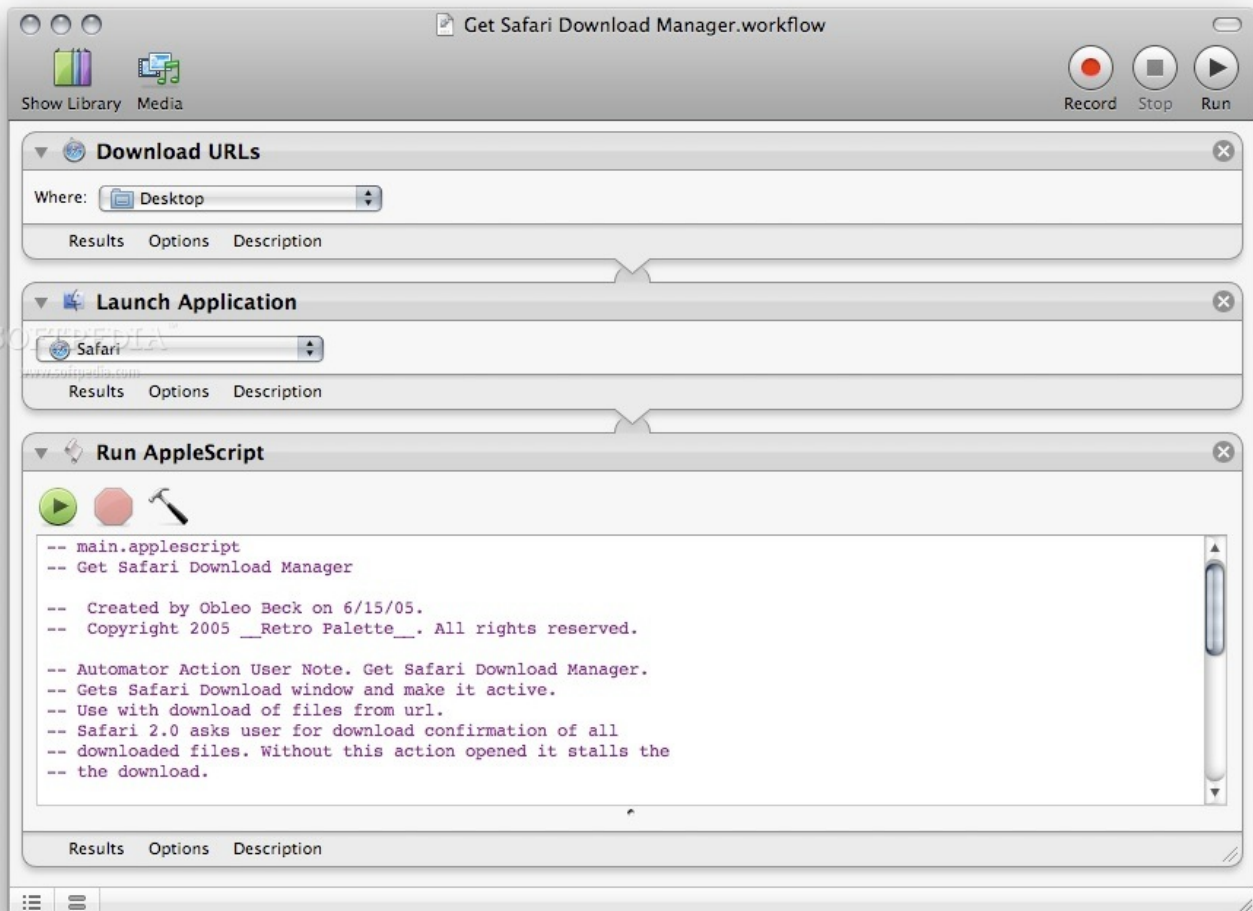 Get Safari Download Manager.workflow
Show Library Media
Record Stop Run
Download URLs
Where: Desktop
Results Options Description
Launch Application
SOFTPEDIA
Safari
www.softpedia.com
Results Options Description
Run AppleScript
-- main.applescript
-- Get Safari Download Manager
--  Created by Obleo Beck on 6/15/05.
--  Copyright 2005 __Retro Palette__. All rights reserved.
-- Automator Action User Note. Get Safari Download Manager.
-- Gets Safari Download window and make it active.
-- Use with download of files from url.
-- Safari 2.0 asks user for download confirmation of all
-- downloaded files. Without this action opened it stalls the
-- the download.
Results Options Description